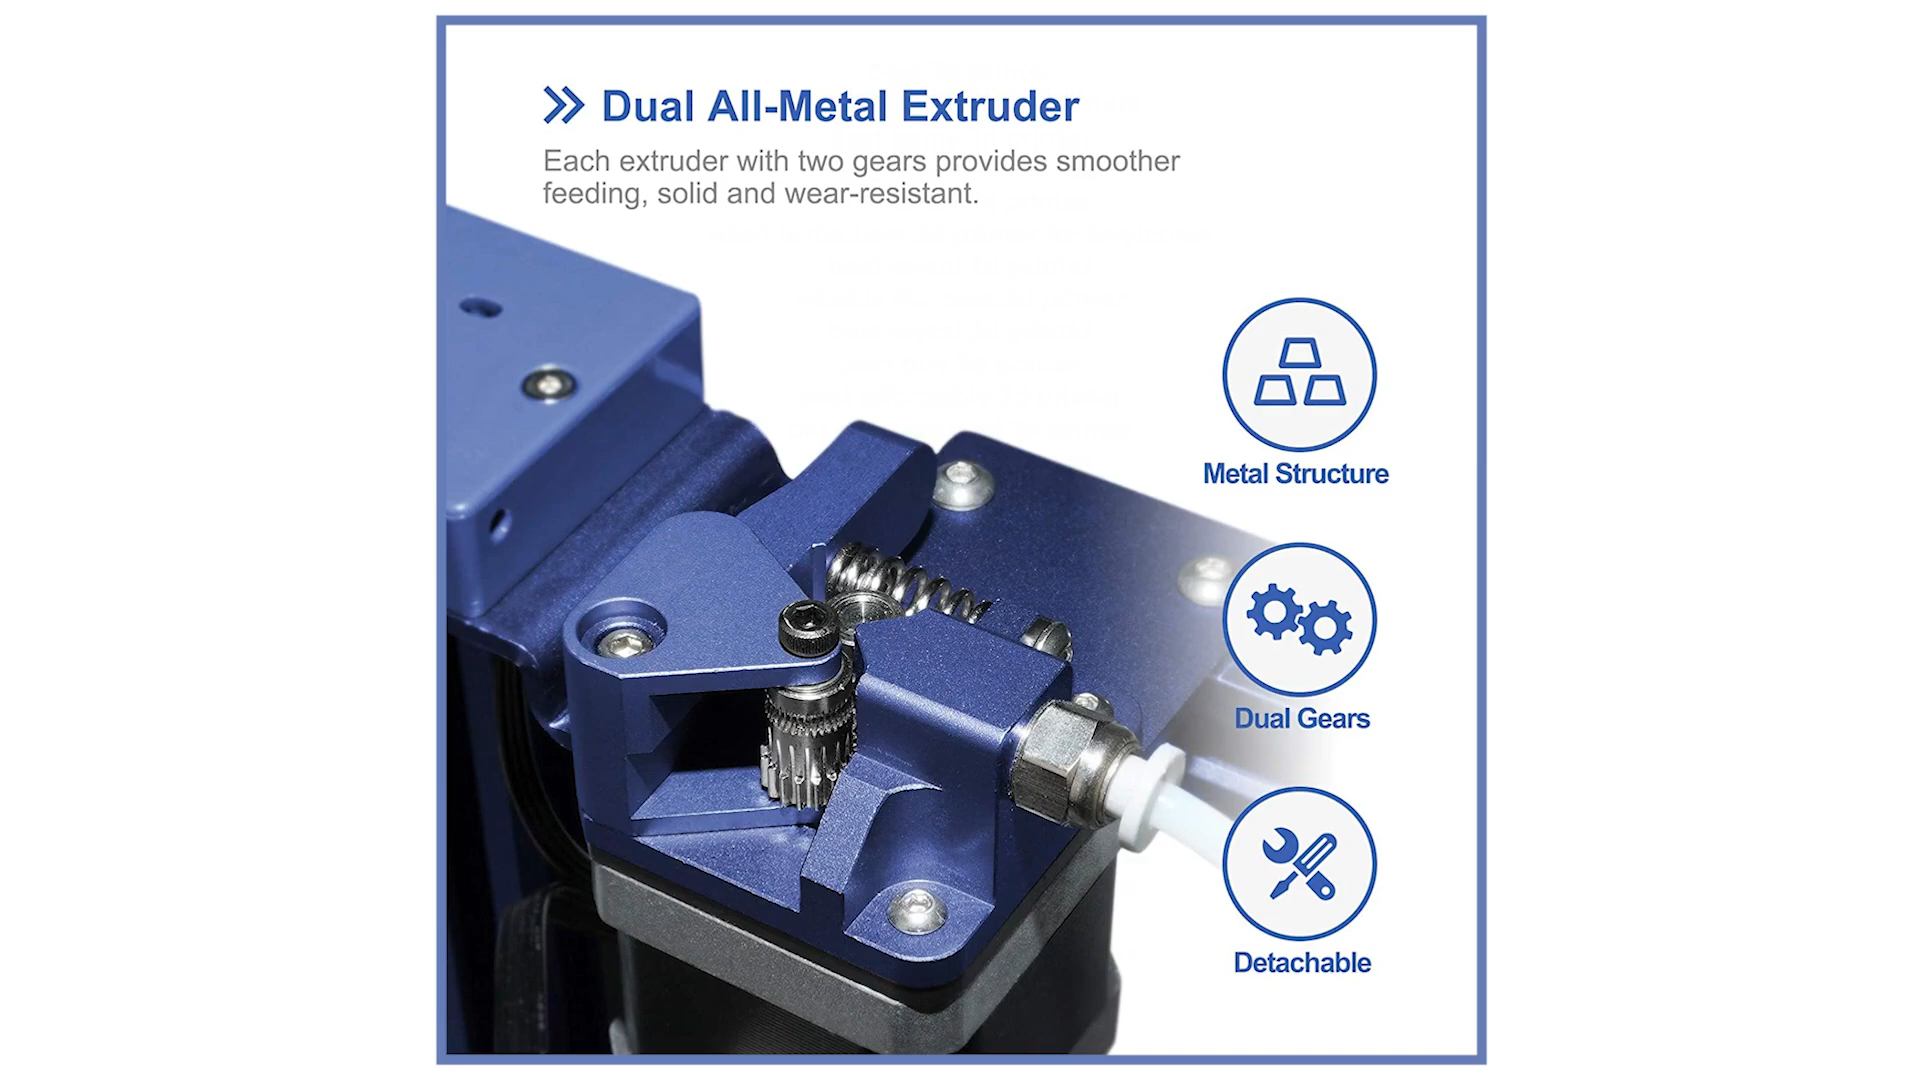 Dual All-Metal Extruder
Each extruder with two gears provides smoother
feeding, solid and wear-resistant.
Metal Structure
Dual Gears
Detachable